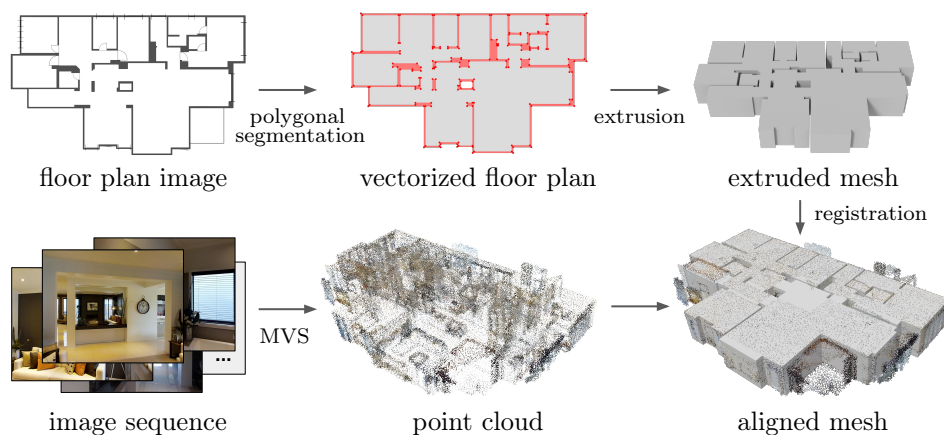 polygonal
segmentation
extrusion
floor plan image
vectorized floor plan
extruded mesh
registration
...
MVS
image sequence
point cloud
aligned mesh